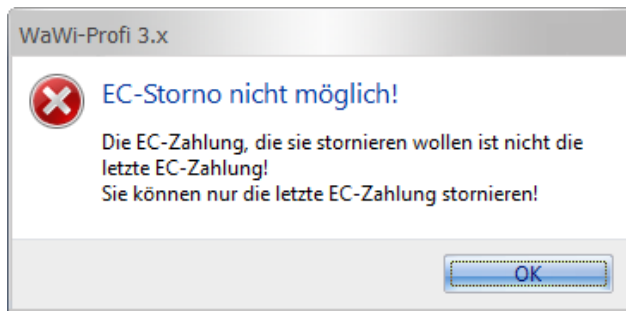 WaWi-Profi 3.x
EC-Storno nicht möglich!
Die EC-Zahlung, die sie stornieren wollen ist nicht die
letzte EC-Zahlung!
Sie können nur die letzte EC-Zahlung stornieren!
OK